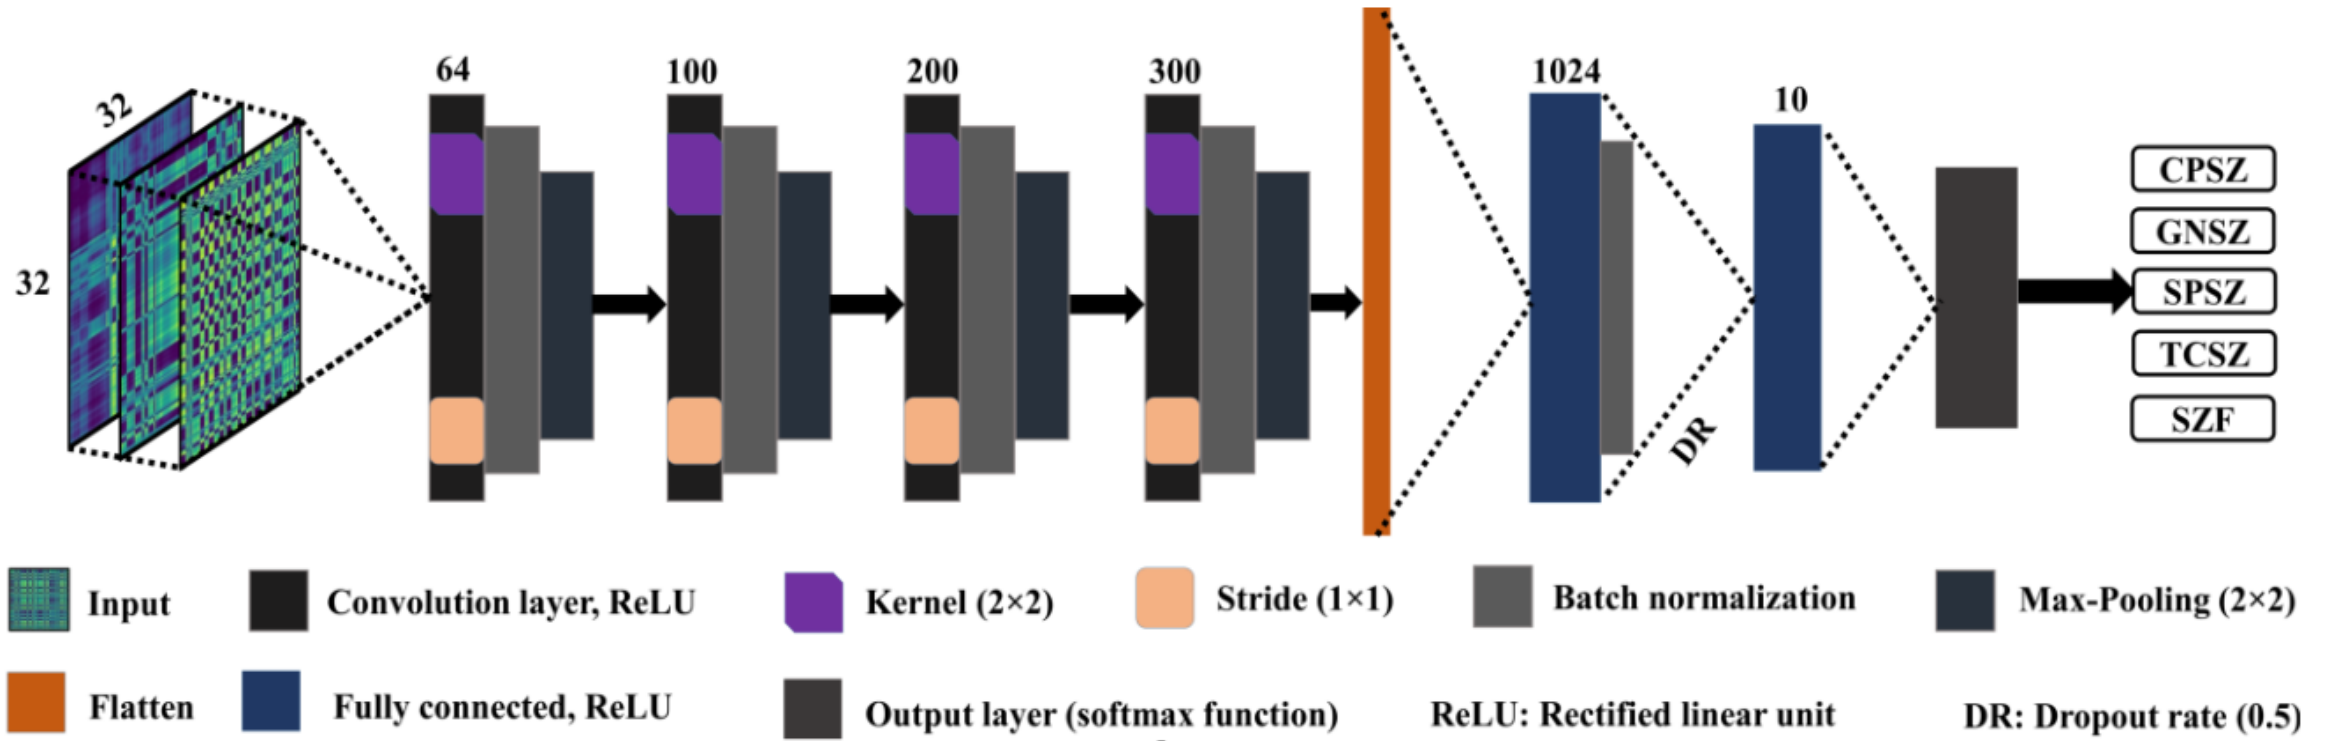 32
32
64
100
200
300
1024
DR
10
CPSZ
GNSZ
SPSZ
TCSZ
SZF
Input
Convolution layer, ReLU
Kernel (2×2)
Stride (1×1)
Batch normalization
Max-Pooling (2×2)
Flatten
Fully connected, ReLU
Output layer (softmax function)
ReLU: Rectified linear unit
DR: Dropout rate (0.5)